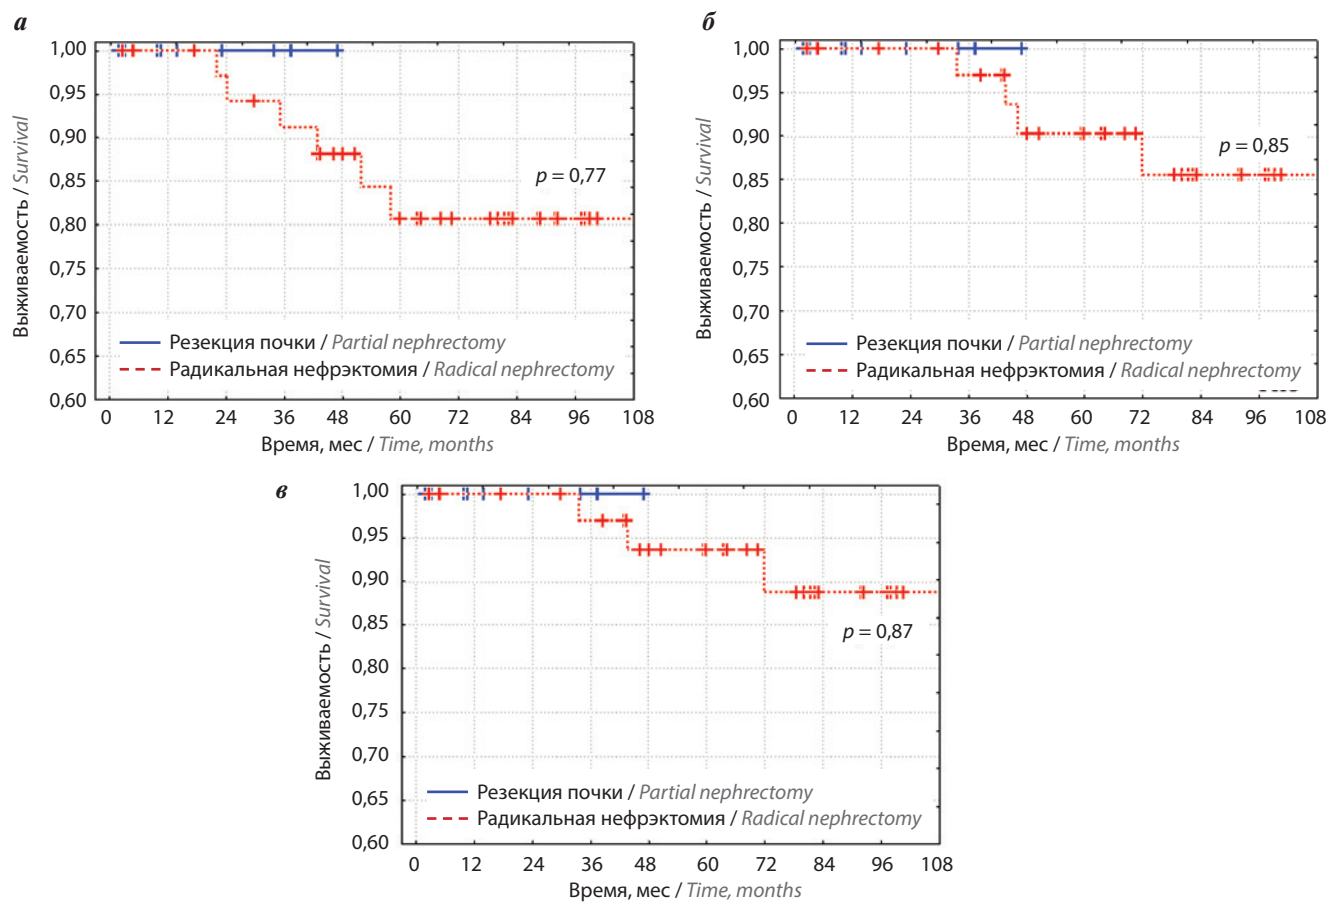 а
1,00
0,95
0,90
0,85
0,80
0,75
0,70
0,65
0,60
Выживаемость / Survival
p = 0,77
Резекция почки / Partial nephrectomy
Радикальная нефрэктомия / Radical nephrectomy
0 12 24 36 48 60 72 84 96 108
Время, мес / Time, months
б
1,00
0,95
0,90
0,85
0,80
0,75
0,70
0,65
0,60
Выживаемость / Survival
p = 0,85
Резекция почки / Partial nephrectomy
Радикальная нефрэктомия / Radical nephrectomy
0 12 24 36 48 60 72 84 96 108
Время, мес / Time, months
в
1,00
0,95
0,90
0,85
0,80
0,75
0,70
0,65
0,60
Выживаемость / Survival
p = 0,87
Резекция почки / Partial nephrectomy
Радикальная нефрэктомия / Radical nephrectomy
0 12 24 36 48 60 72 84 96 108
Время, мес / Time, months